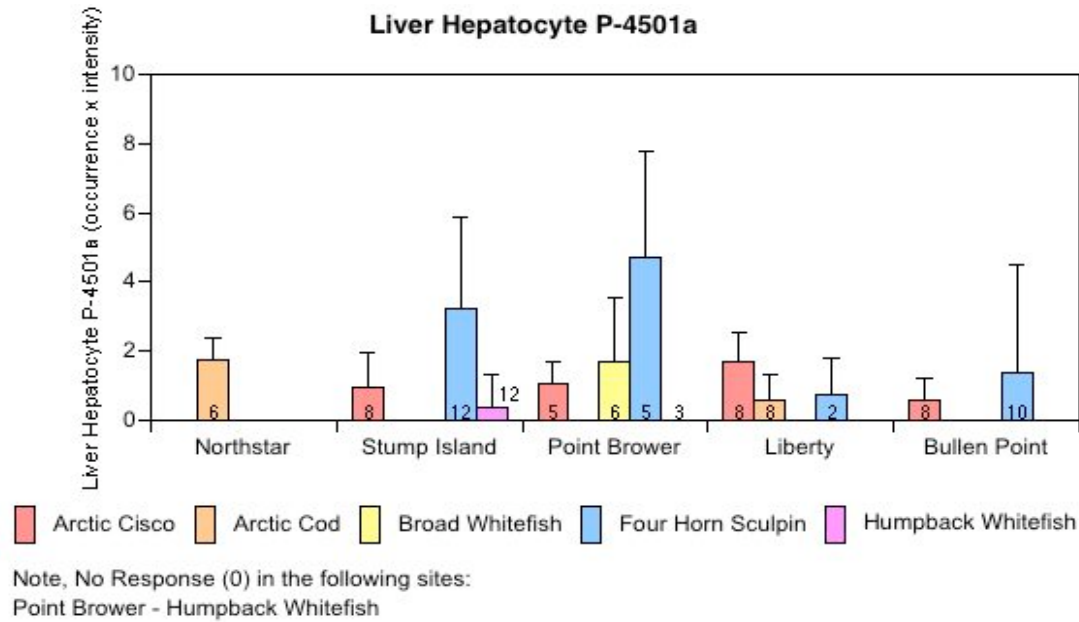 Liver Hepatocyte P-4501a
Liver Hepatocyte P-4501a (occurrence x intensity)
10
8
6
4
2
0
6
8
12
12
5
6
5
3
8
8
2
8
10
Northstar
Stump Island
Point Brower
Liberty
Bullen Point
Arctic Cisco
Arctic Cod
Broad Whitefish
Four Horn Sculpin
Humpback Whitefish
Note, No Response (0) in the following sites:
Point Brower - Humpback Whitefish